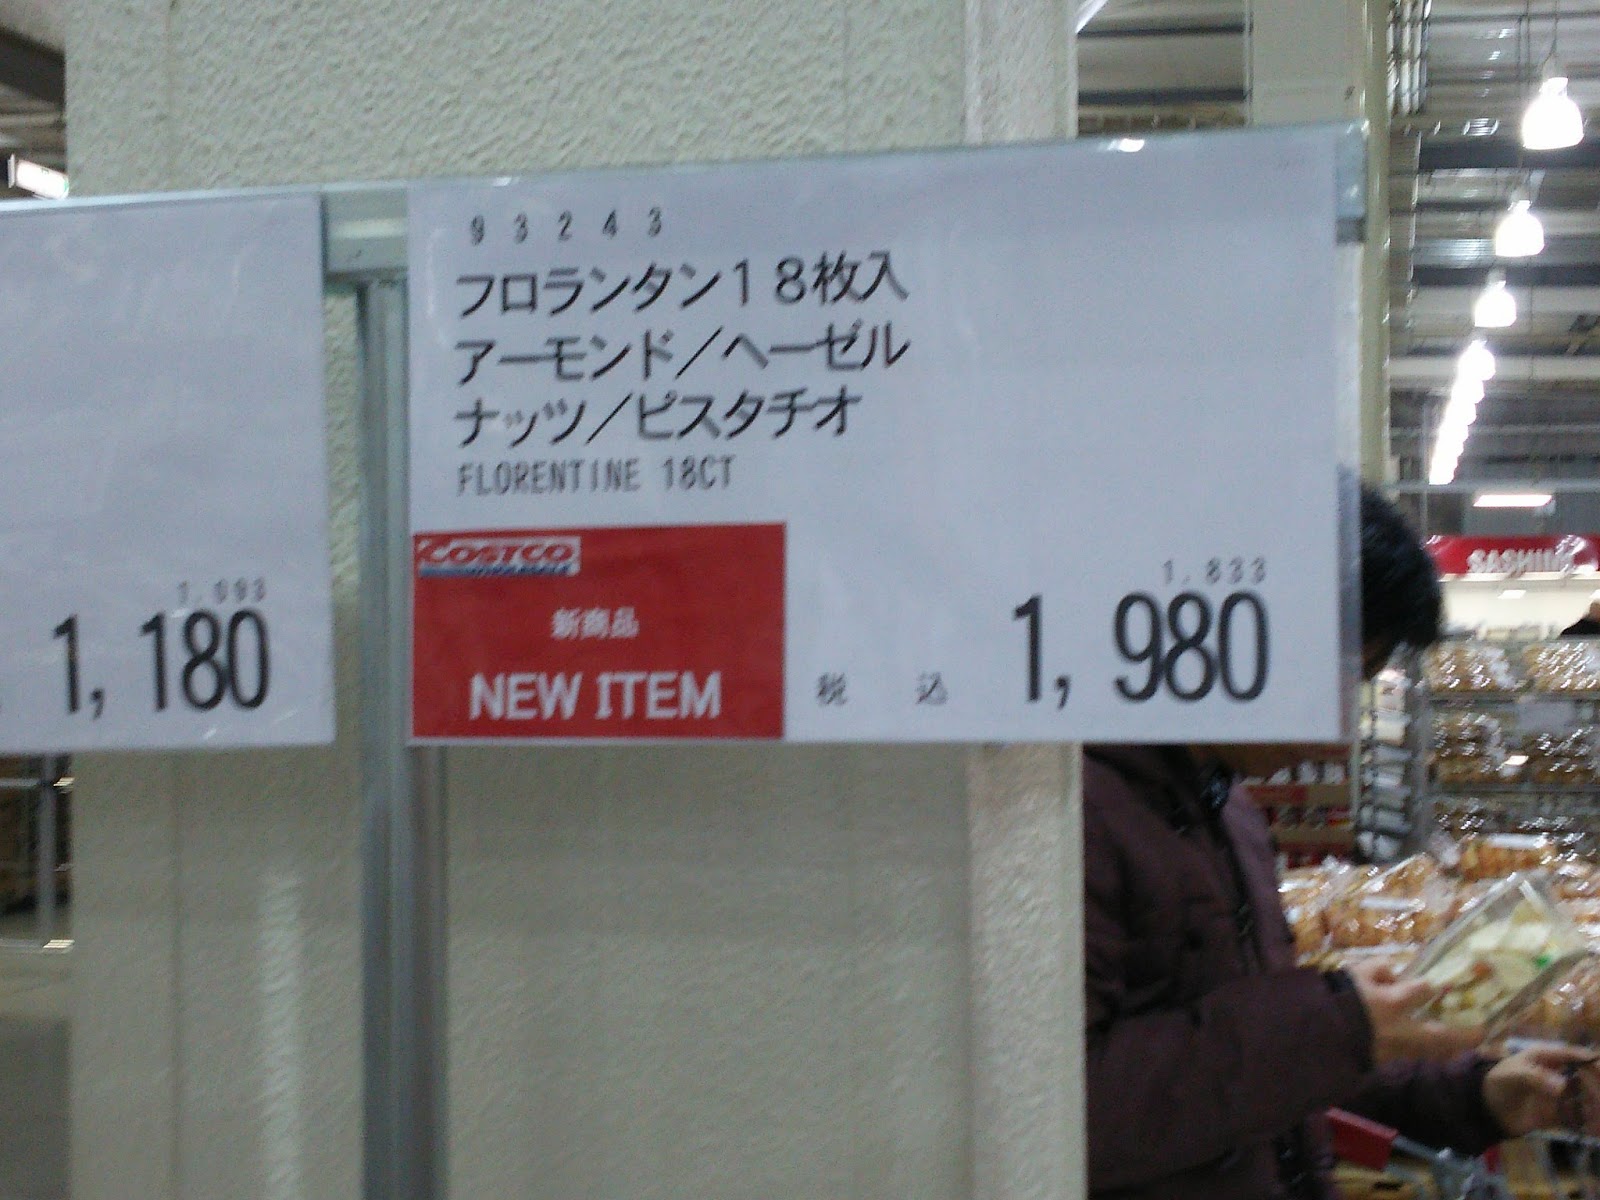 1,093
1,180
93243
フロランタン18枚入
アーモンド／ヘーゼル
ナッツ／ピスタチオ
FLORENTINE 18CT
COSTCO
WHOLESALE
新商品
NEW ITEM
1,833
税込 1,980
SASHIMI